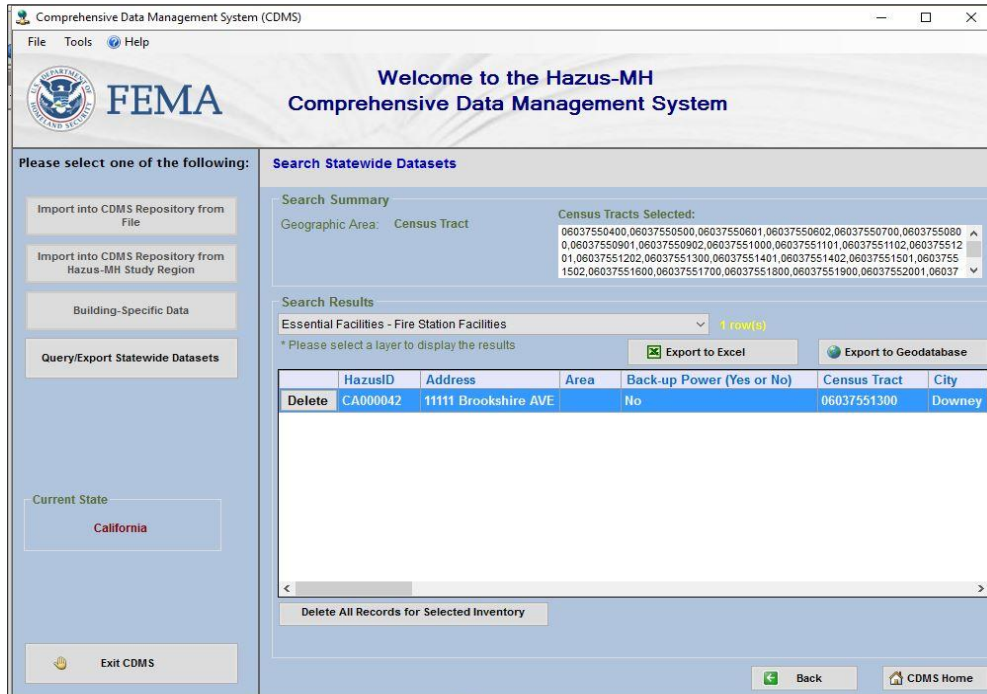 Comprehensive Data Management System (CDMS)
File Tools Help
U.S. DEPARTMENT OF
HOMELAND SECURITY
FEMA
Welcome to the Hazus-MH
Comprehensive Data Management System
Please select one of the following:
Import into CDMS Repository from
File
Import into CDMS Repository from
Hazus-MH Study Region
Building-Specific Data
Query/Export Statewide Datasets
Current State
California
Exit CDMS
Search Statewide Datasets
Search Summary
Geographic Area: Census Tract
Census Tracts Selected:
06037550400,06037550500,06037550601,06037550602,06037550700,0603755080
0,06037550901,06037550902,06037551000,06037551101,06037551102,060375512
01,06037551202,06037551300,06037551401,06037551402,06037551501,0603755
1502,06037551600,06037551700,06037551800,06037551900,06037552001,06037
Search Results
Essential Facilities - Fire Station Facilities
1 row(s)
* Please select a layer to display the results
Export to Excel
Export to Geodatabase
HazusID Address Area Back-up Power (Yes or No) Census Tract City
Delete CA000042 11111 Brookshire AVE No 06037551300 Downey
Delete All Records for Selected Inventory
Back
CDMS Home